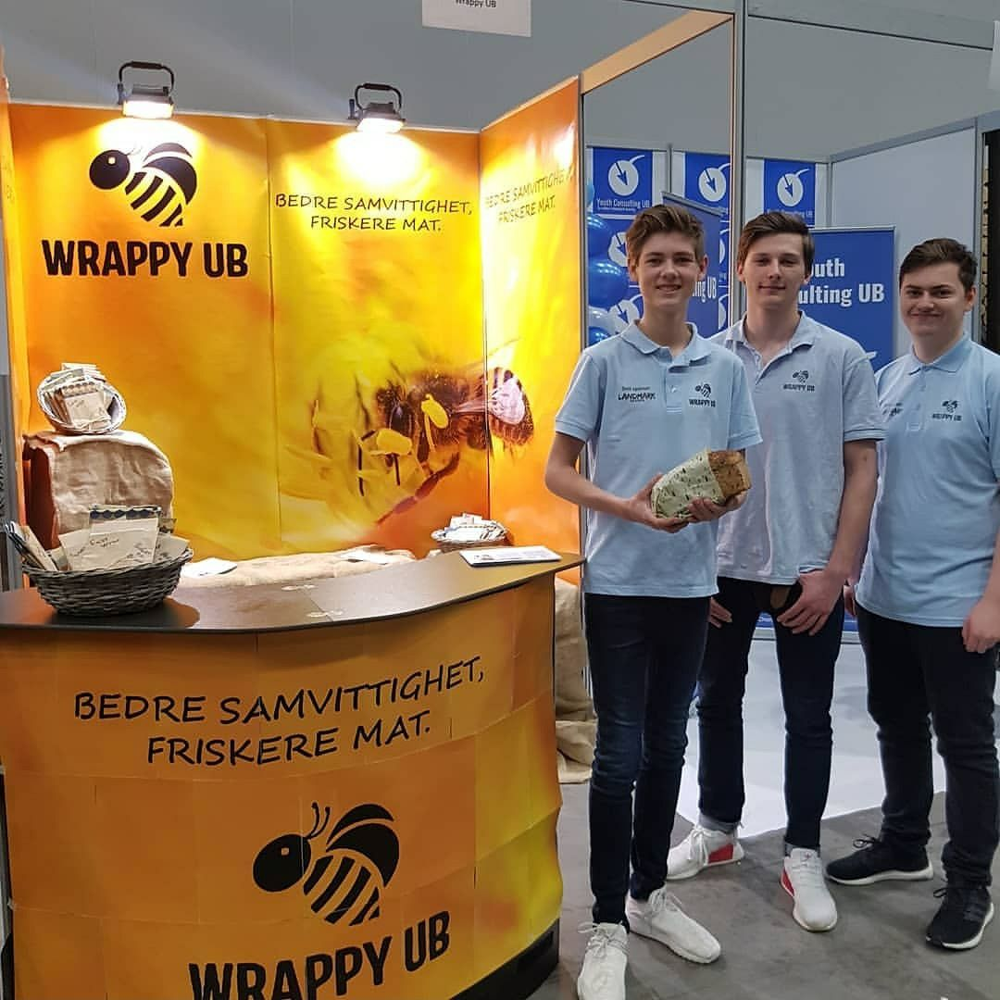 Wrappy UB
WRAPPY UB
BEDRE SAMVITTIGHET,
FRISKERE MAT.
BEDRE SAMVITTIGHE
FRISKERE MAT.
Youth Consulting UB
outh
ulting UB
LANDMARK
WRAPPY UB
WRAPPY UB
WRAPPY UB
BEDRE SAMVITTIGHET,
FRISKERE MAT.
WRAPPY UB